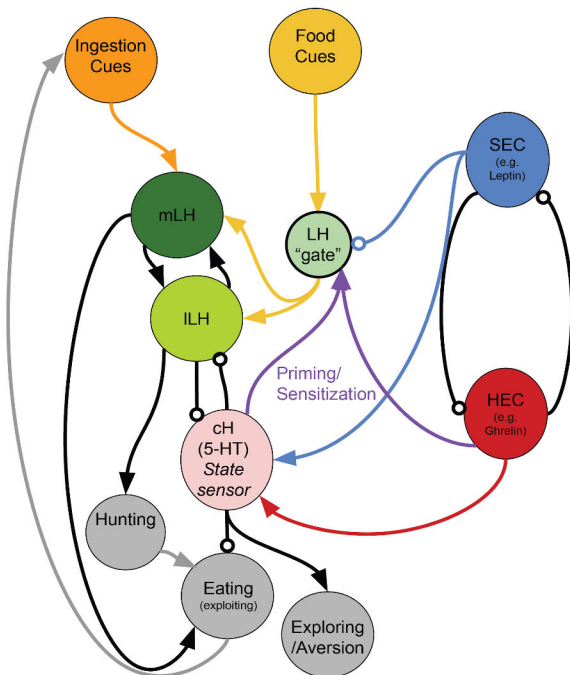 Ingestion
Cues
Food
Cues
SEC
(e.g.
Leptin)
mLH
LH
“gate”
lLH
Priming/
Sensitization
HEC
(e.g.
Ghrelin)
cH
(5-HT)
State
sensor
Hunting
Eating
(exploiting)
Exploring
/Aversion